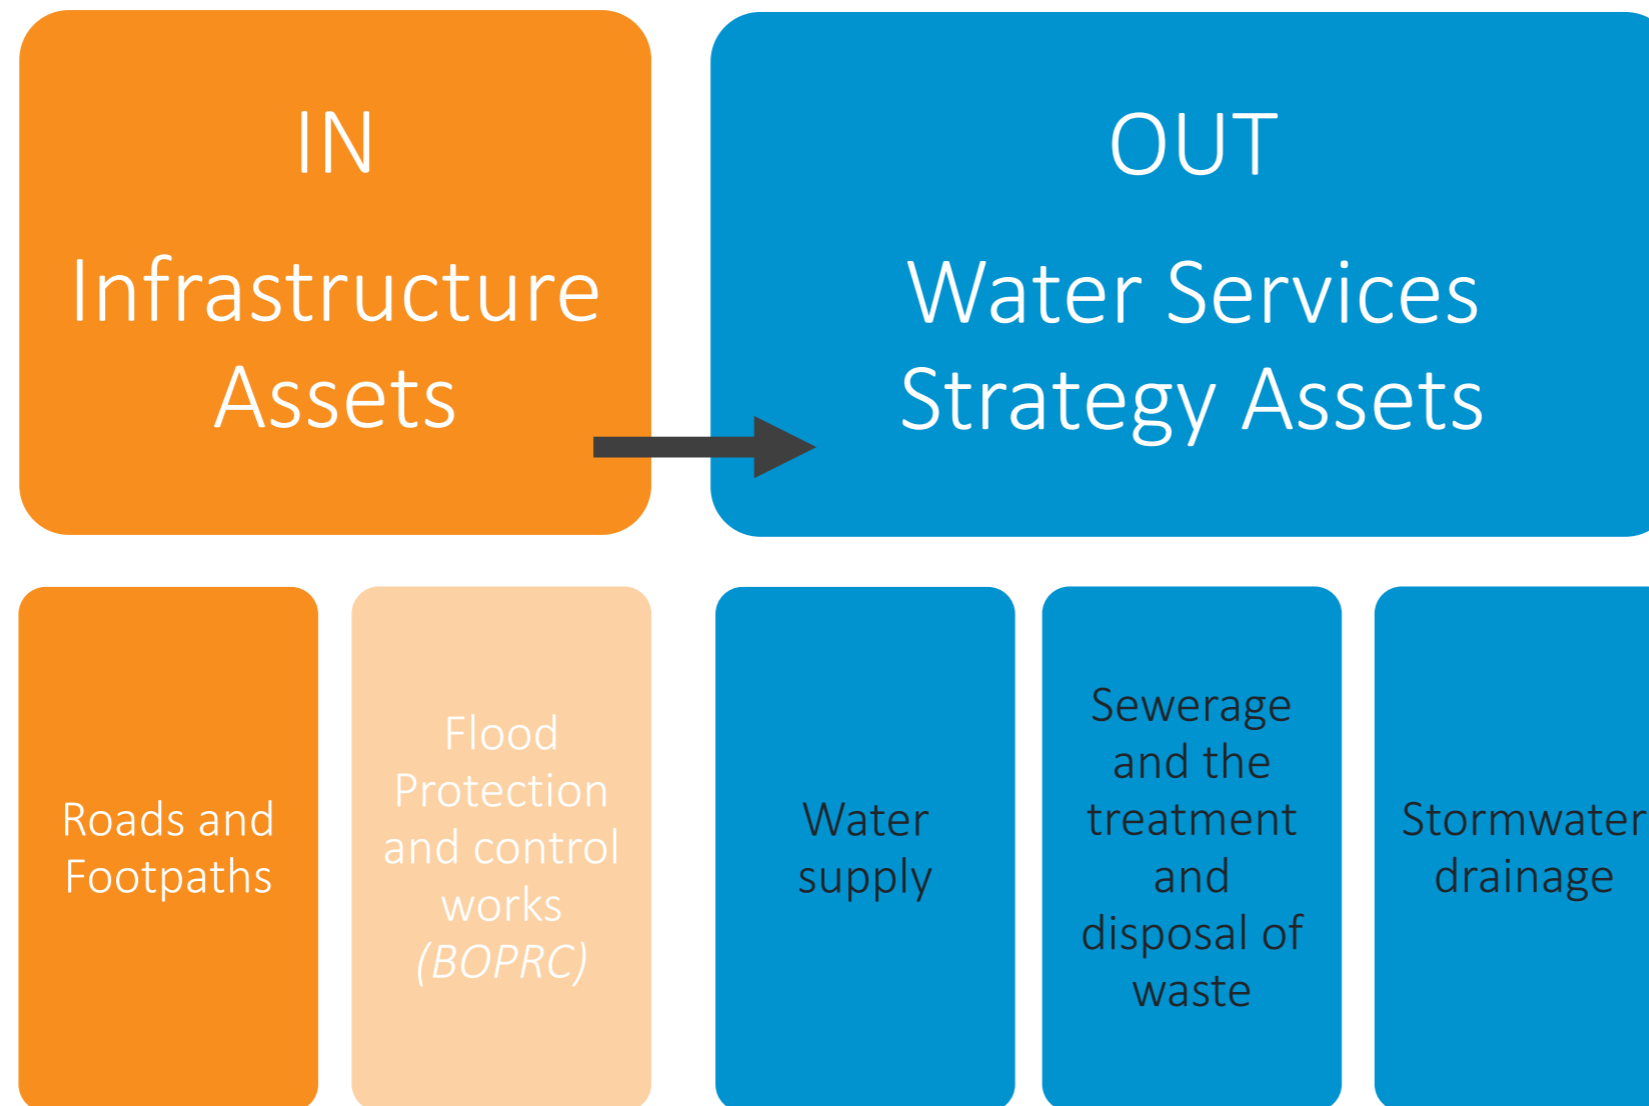 IN
Infrastructure
Assets
OUT
Water Services
Strategy Assets
Roads and
Footpaths
Flood
Protection
and control
works
(BOPRC)
Water
supply
Sewerage
and the
treatment
and
disposal of
waste
Stormwater
drainage